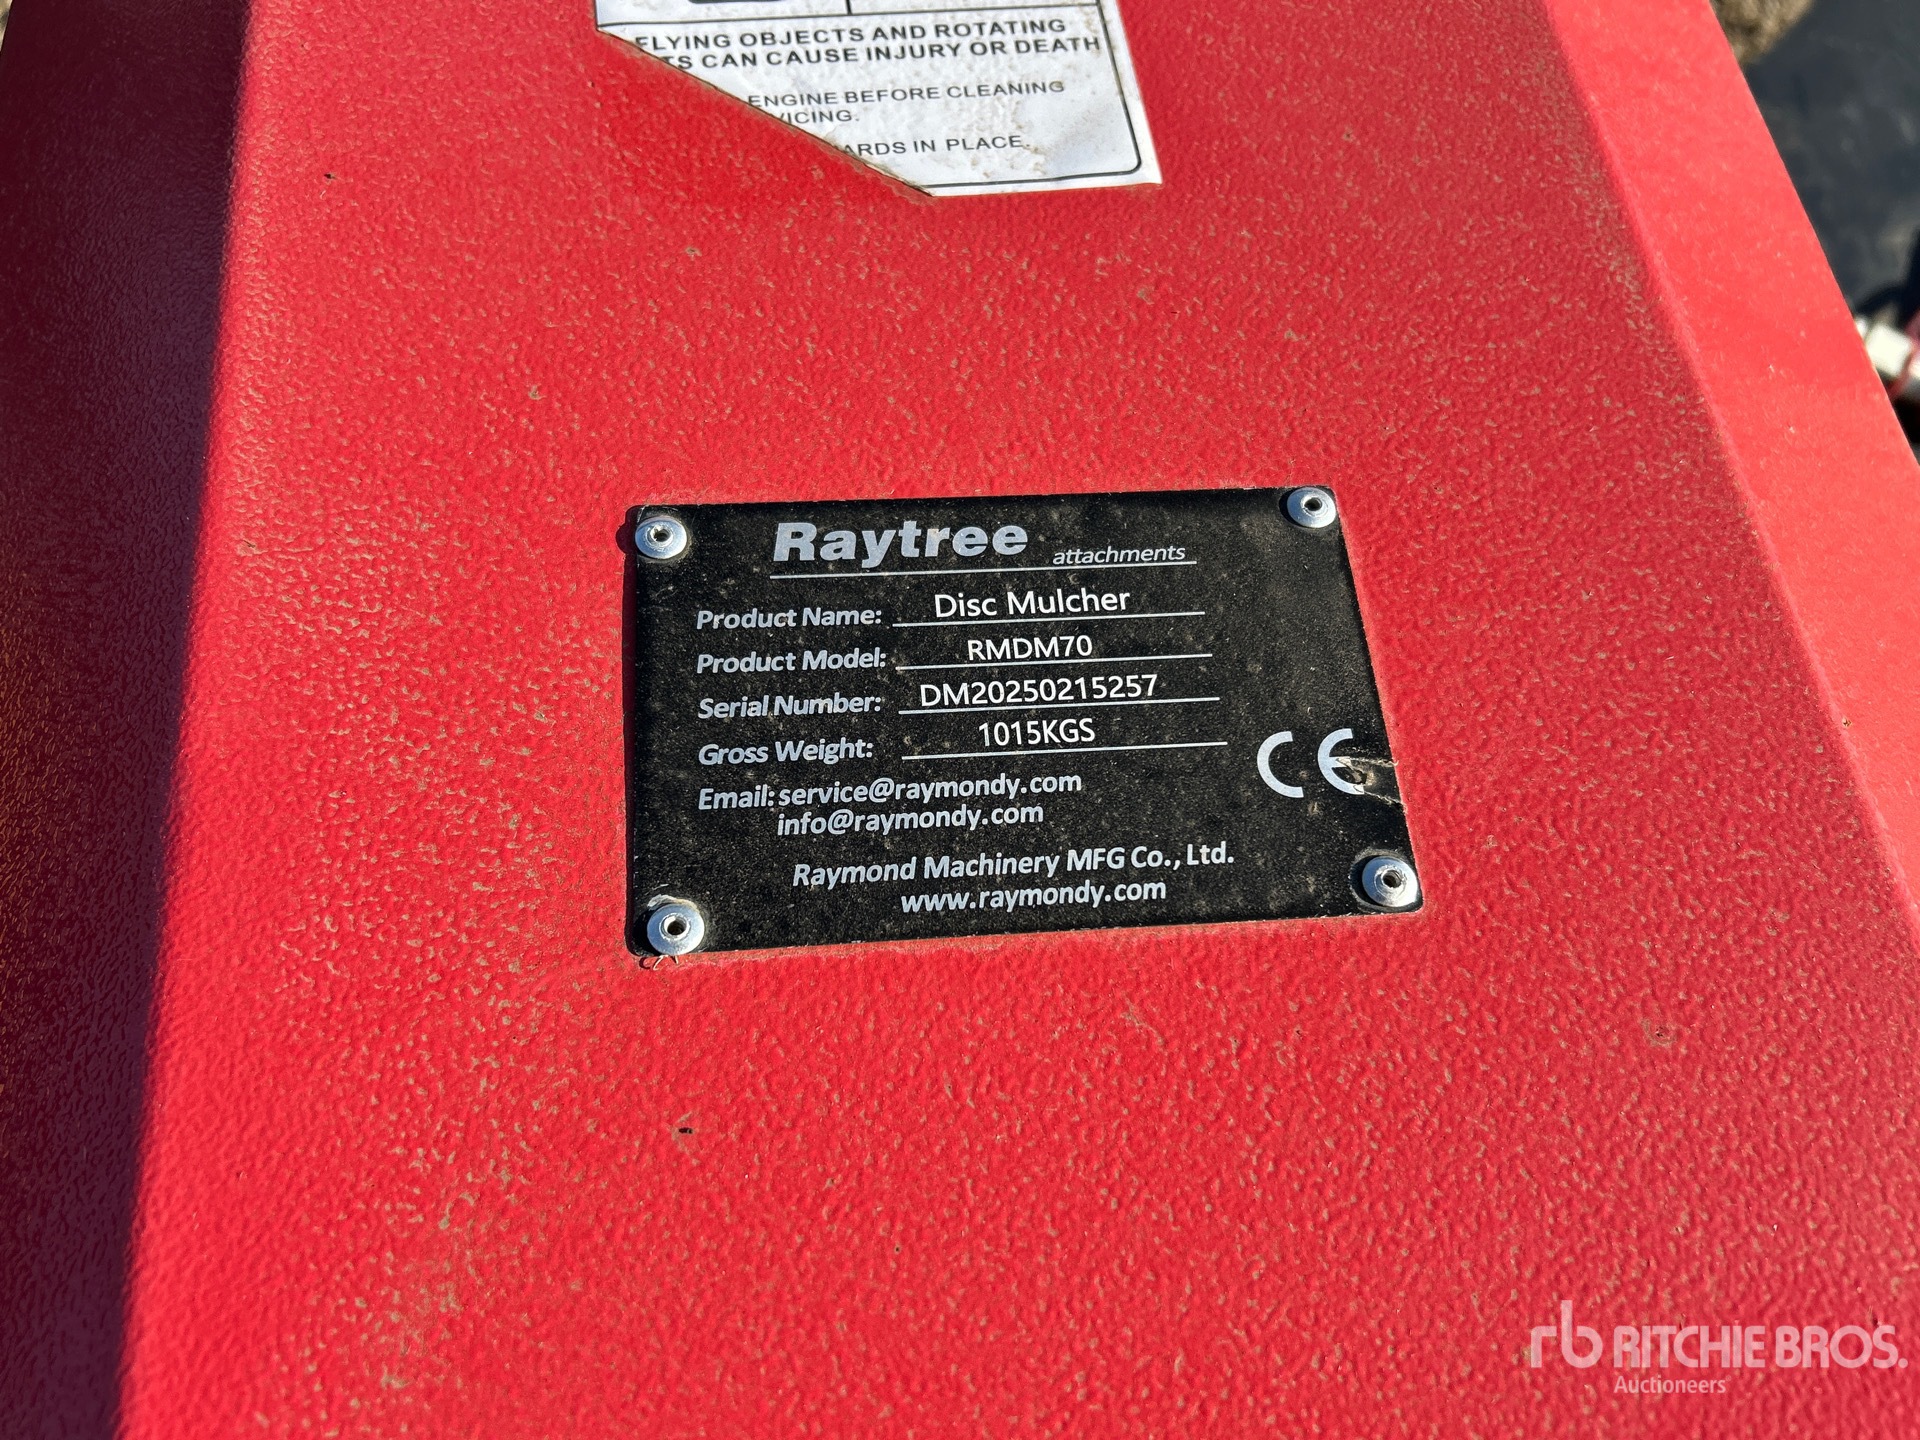 FLYING OBJECTS AND ROTATING
CAN CAUSE INJURY OR DEATH
ENGINE BEFORE CLEANING
IN PLACE.
Raytree attachments
Product Name: Disc Mulcher
Product Model: RMDM70
Serial Number: DM20250215257
Gross Weight: 1015KGS
Email: service@raymondy.com
info@raymondy.com
CE
Raymond Machinery MFG Co., Ltd.
www.raymondy.com
rb RITCHIE BROS.
Auctioneers